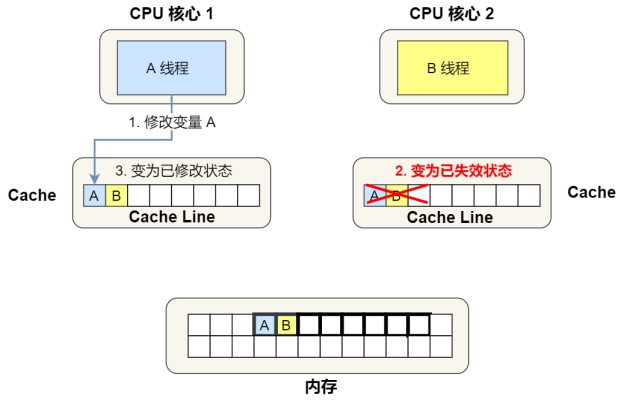 CPU 核心 1
CPU 核心 2
A 线程
B 线程
1. 修改变量 A
3. 变为已修改状态
2. 变为已失效状态
Cache
A B
A B
Cache
Cache Line
Cache Line
A B
内存